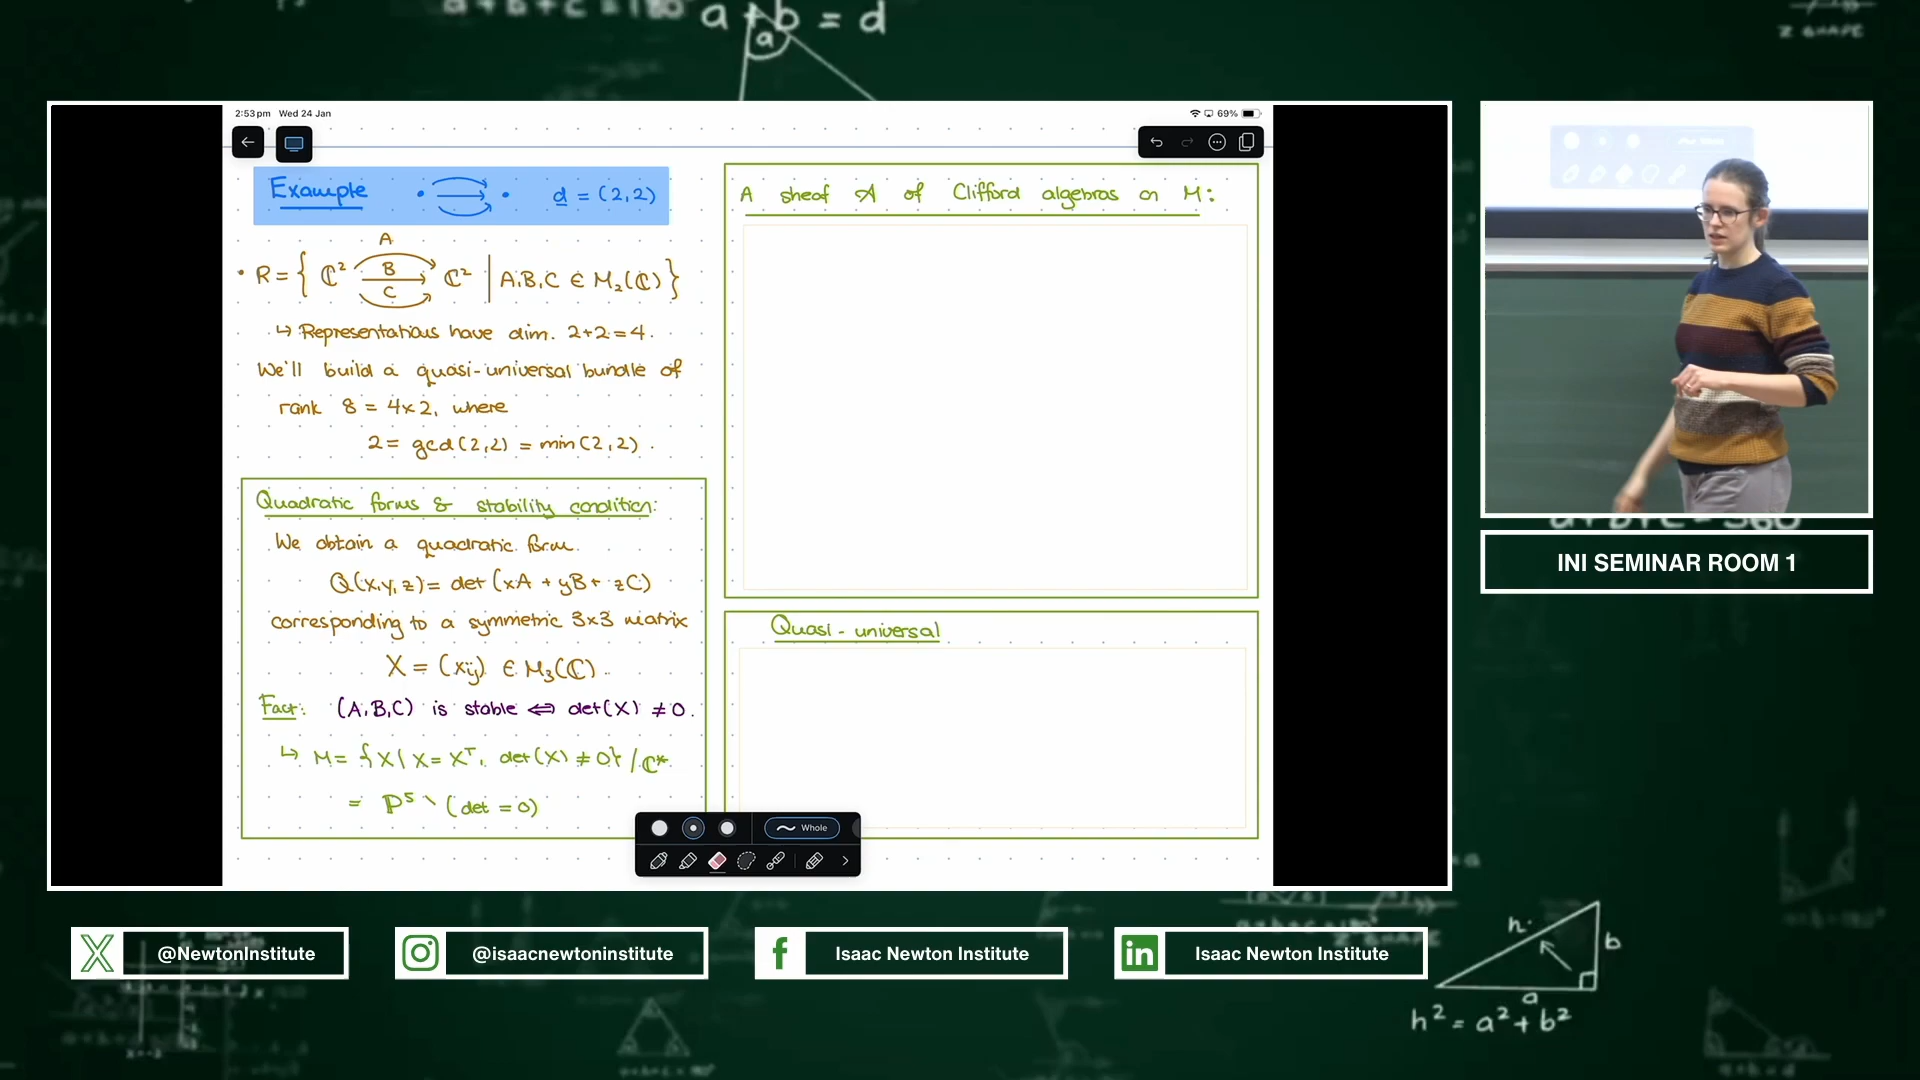 a+b+c=180°
a+b=d
a
Z SHAPE
2:53pm Wed 24 Jan
69%
Example d = (2,2)
A
• R = { ℂ² B ℂ² | A,B,C ∈ M₂(ℂ) }
C
↳ Representations have dim. 2+2=4.
We'll build a quasi-universal bundle of
rank 8 = 4×2, where
2 = gcd(2,2) = min(2,2).
Quadratic forms & stability condition:
We obtain a quadratic form
Q(x,y,z) = det(xA + yB + zC)
corresponding to a symmetric 3×3 matrix
X = (xᵢⱼ) ∈ M₃(ℂ).
Fact: (A,B,C) is stable ⟺ det(X) ≠ 0.
↳ M = {X | X = Xᵀ, det(X) ≠ 0} / ℂ*
= ℙ⁵ \ (det = 0)
A sheaf 𝒜 of Clifford algebras on M:
Quasi-universal
Whole
INI SEMINAR ROOM 1
@NewtonInstitute
@isaacnewtoninstitute
Isaac Newton Institute
Isaac Newton Institute
h
b
a
h² = a² + b²